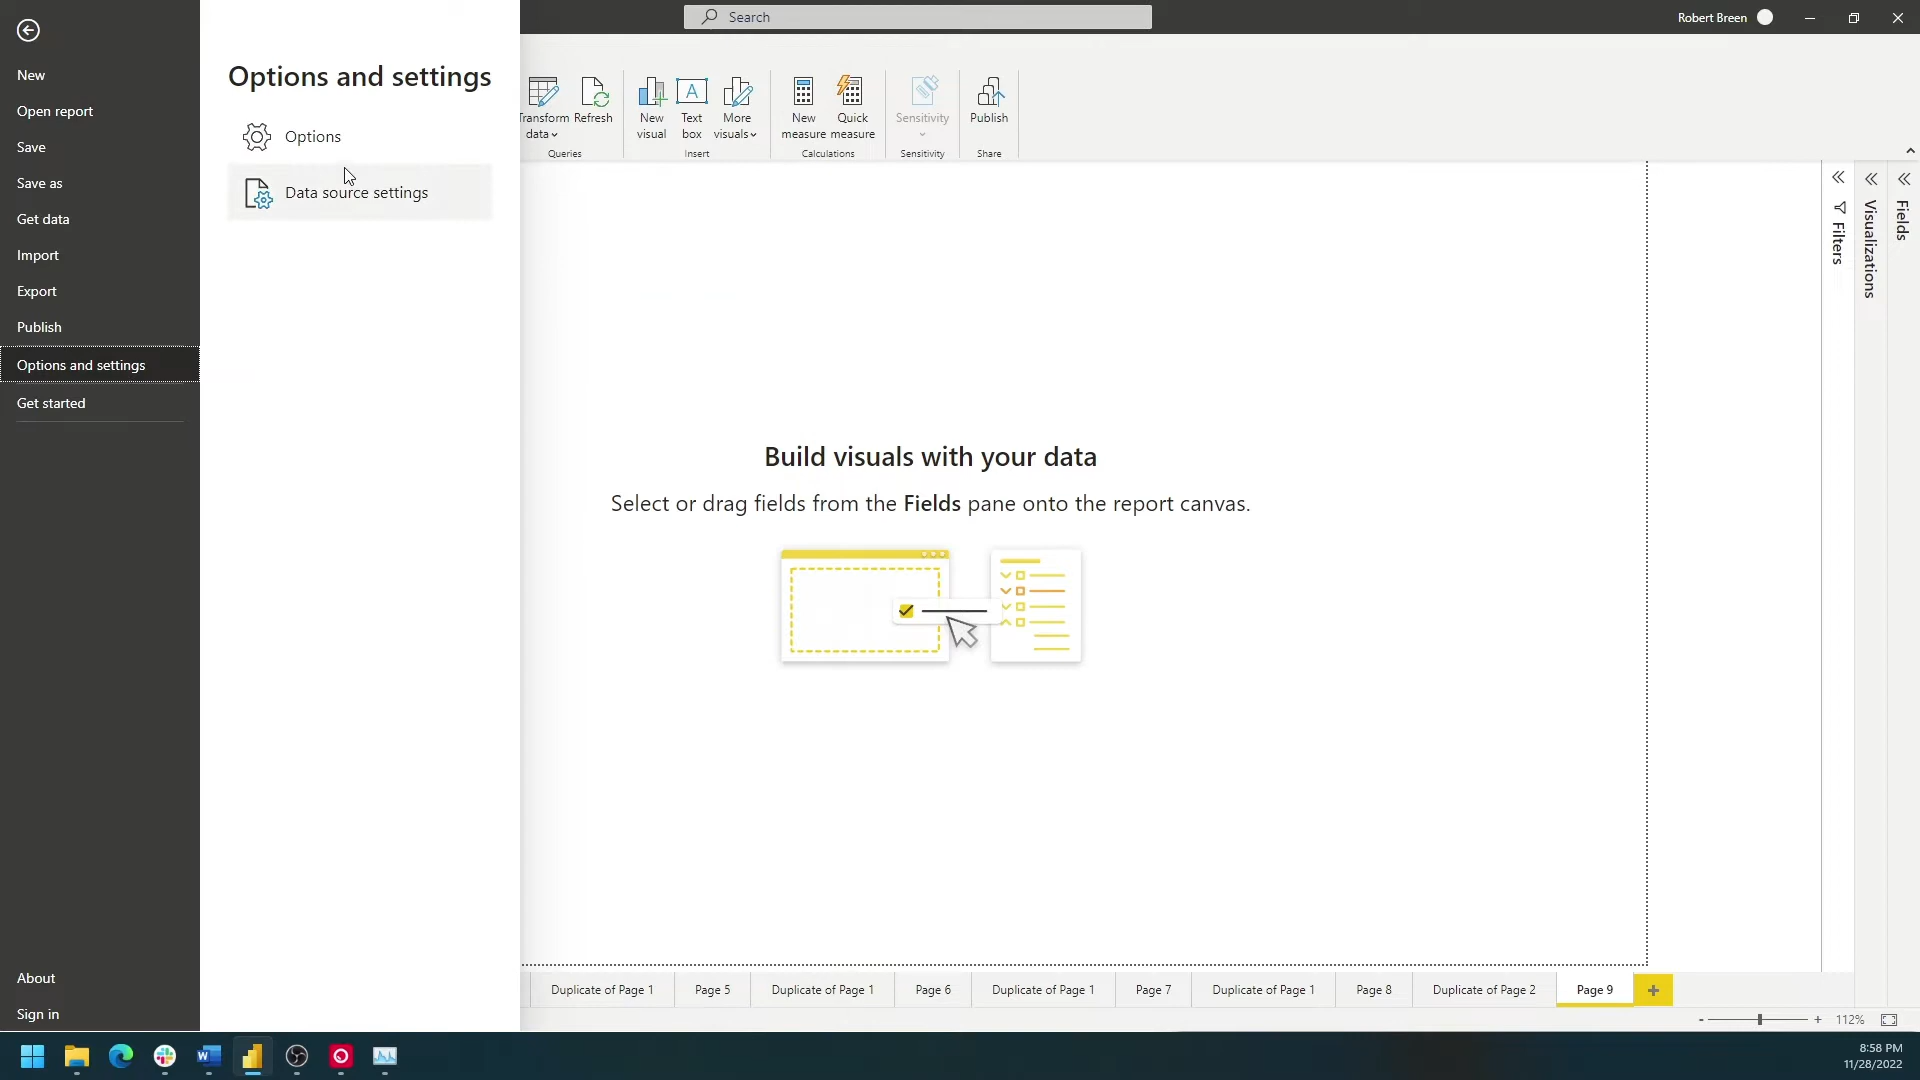 Search
Robert Breen
New
Open report
Save
Save as
Get data
Import
Export
Publish
Options and settings
Get started
About
Sign in
Options and settings
Options
Data source settings
Transform
data
Refresh
Queries
New
visual
Text
box
More
visuals
Insert
New
measure
Quick
measure
Calculations
Sensitivity
Sensitivity
Publish
Share
Filters
Visualizations
Fields
Build visuals with your data
Select or drag fields from the Fields pane onto the report canvas.
Duplicate of Page 1
Page 5
Duplicate of Page 1
Page 6
Duplicate of Page 1
Page 7
Duplicate of Page 1
Page 8
Duplicate of Page 2
Page 9
+
- + 112%
8:58 PM
11/28/2022